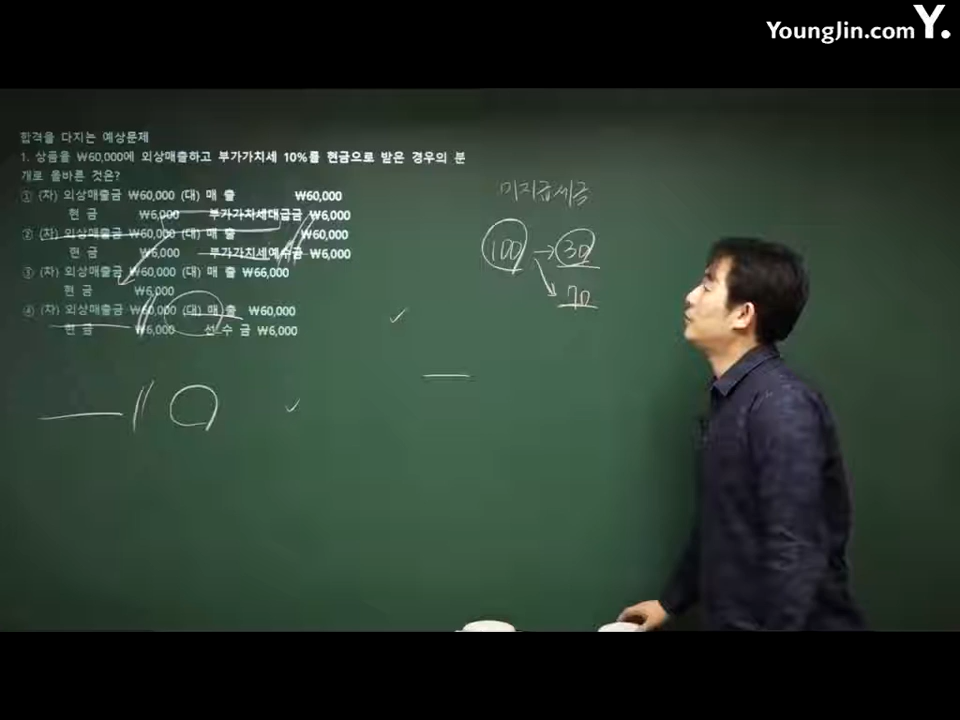 YoungJin.com Y.
합격을 다지는 예상문제
1. 상품을 ₩60,000에 외상매출하고 부가가치세 10%를 현금으로 받은 경우의 분
개로 올바른 것은?
① (차) 외상매출금 ₩60,000 (대) 매 출 ₩60,000
현 금 ₩6,000 부가가치세대급금 ₩6,000
② (차) 외상매출금 ₩60,000 (대) 매 출 ₩60,000
현 금 ₩6,000 부가가치세예수금 ₩6,000
③ (차) 외상매출금 ₩60,000 (대) 매 출 ₩66,000
현 금 ₩6,000
④ (차) 외상매출금 ₩60,000 (대) 매 출 ₩60,000
현 금 ₩6,000 선 수 금 ₩6,000
미지급세금
100 → 30
70